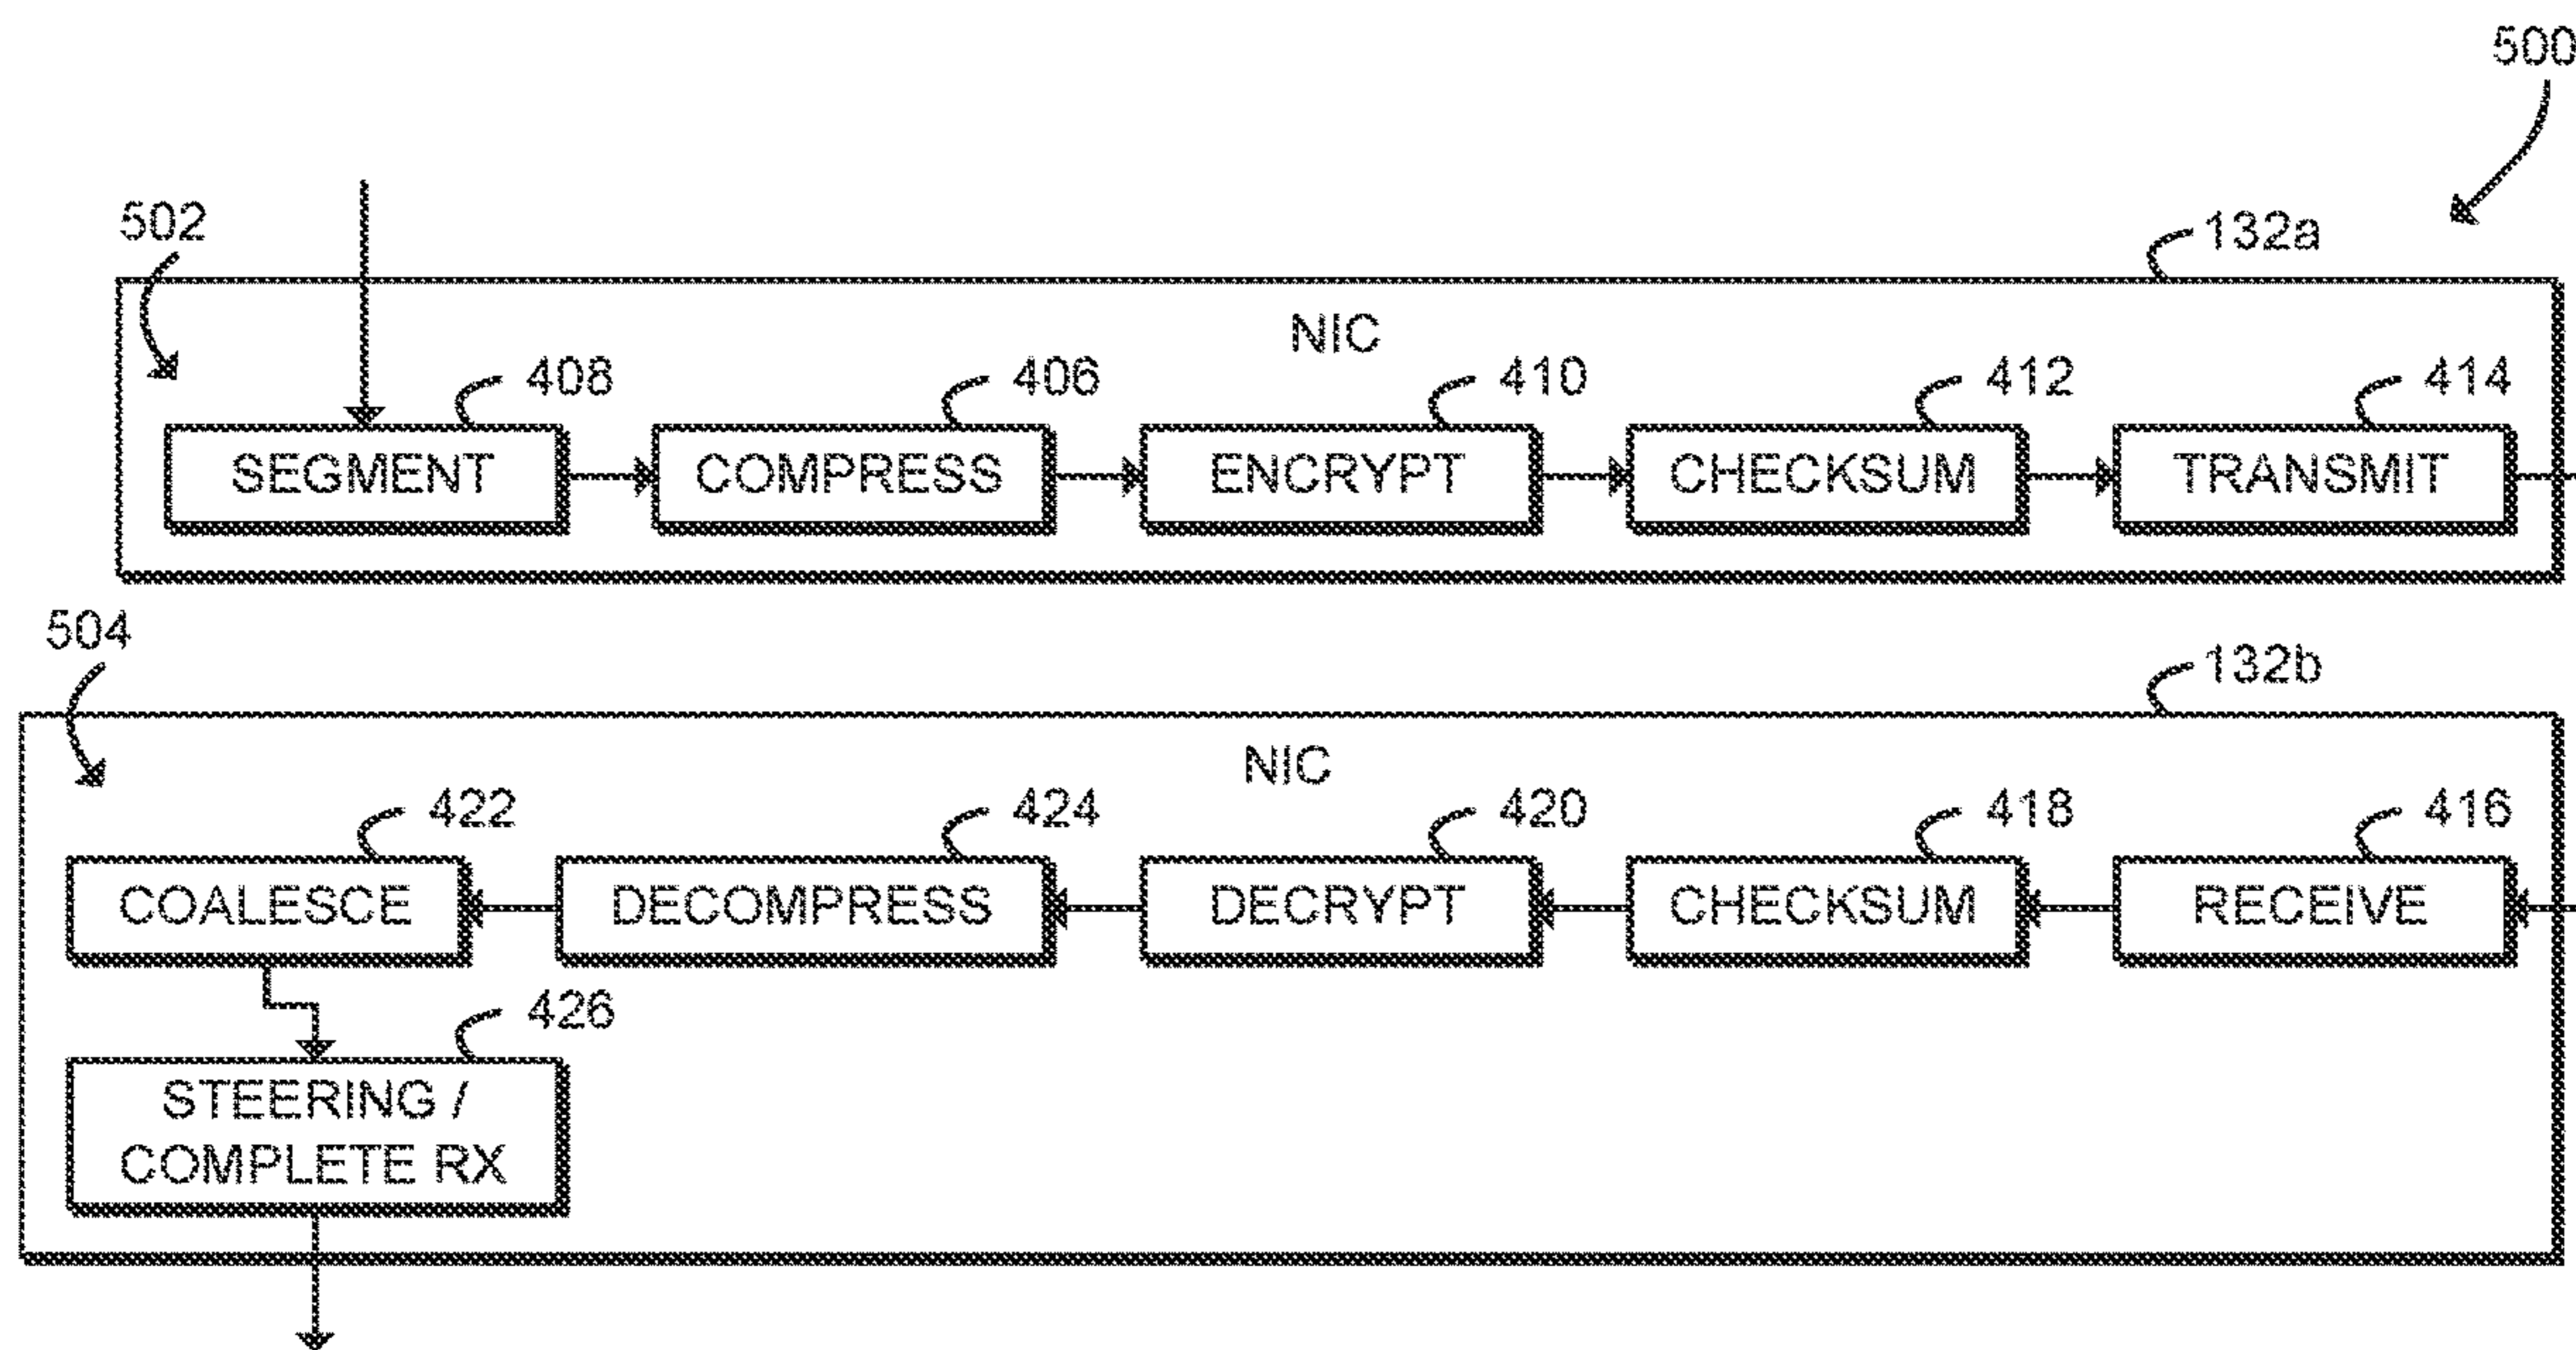 500
502
132a
NIC
408
406
410
412
414
SEGMENT
COMPRESS
ENCRYPT
CHECKSUM
TRANSMIT
504
132b
NIC
422
424
420
418
416
COALESCE
DECOMPRESS
DECRYPT
CHECKSUM
RECEIVE
426
STEERING /
COMPLETE RX